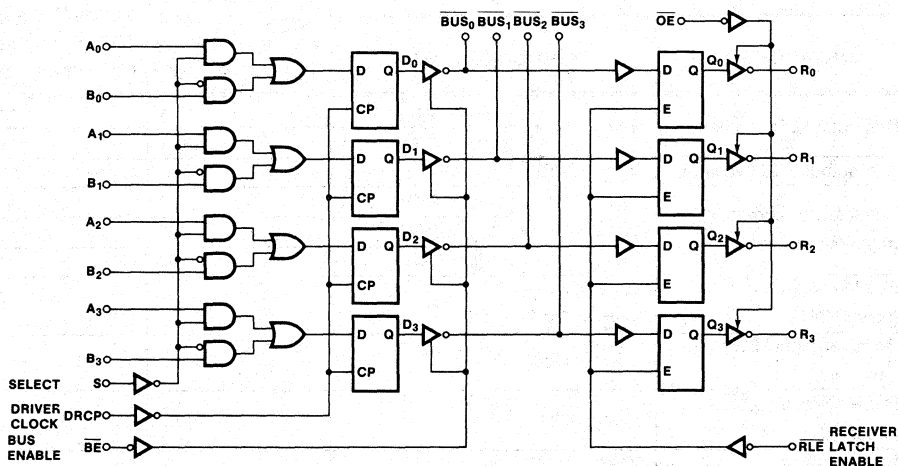 BUS₀ BUS₁ BUS₂ BUS₃
OE
A₀
B₀
D Q
CP
D₀
D
E
Q₀
R₀
A₁
B₁
D Q
CP
D₁
D
E
Q₁
R₁
A₂
B₂
D Q
CP
D₂
D
E
Q₂
R₂
A₃
B₃
D Q
CP
D₃
D
E
Q₃
R₃
SELECT S
DRIVER
CLOCK
DRCP
BUS
ENABLE
BE
RLE
RECEIVER
LATCH
ENABLE